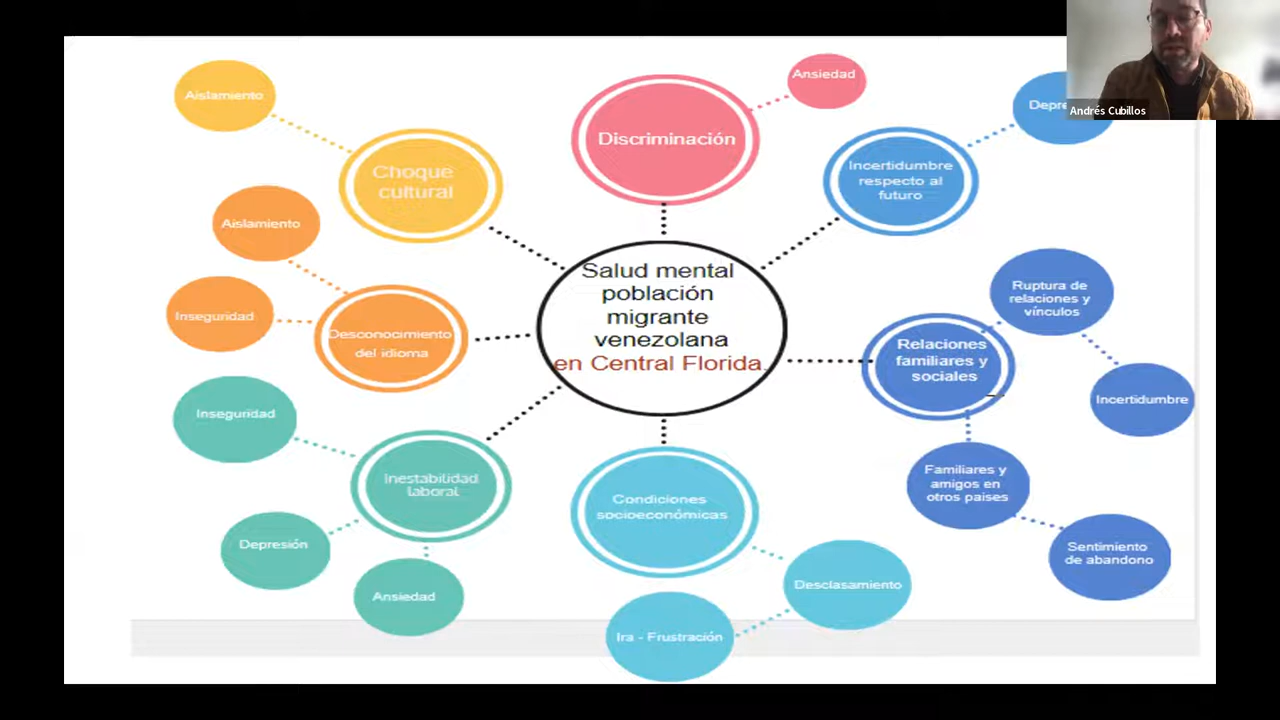 Andrés Cubillos
Aislamiento
Choque
cultural
Discriminación
Ansiedad
Incertidumbre
respecto al
futuro
Aislamiento
Inseguridad
Desconocimiento
del idioma
Salud mental
población
migrante
venezolana
en Central Florida.
Ruptura de
relaciones y
vínculos
Relaciones
familiares y
sociales
Incertidumbre
Familiares y
amigos en
otros países
Sentimiento
de abandono
Inseguridad
Inestabilidad
laboral
Depresión
Ansiedad
Condiciones
socioeconómicas
Desclasamiento
Ira - Frustración